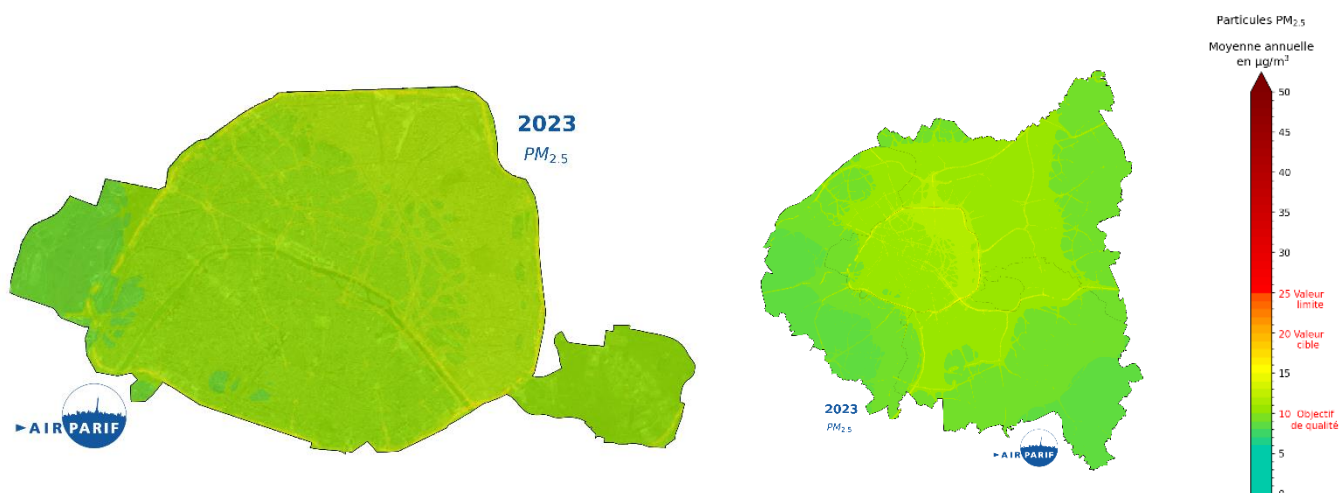 2023
PM2.5
AIR PARIF
2023
PM2.5
AIR PARIF
Particules PM2.5
Moyenne annuelle
en µg/m³
50
45
40
35
30
25 Valeur
limite
20 Valeur
cible
15
10 Objectif
de qualité
5
0